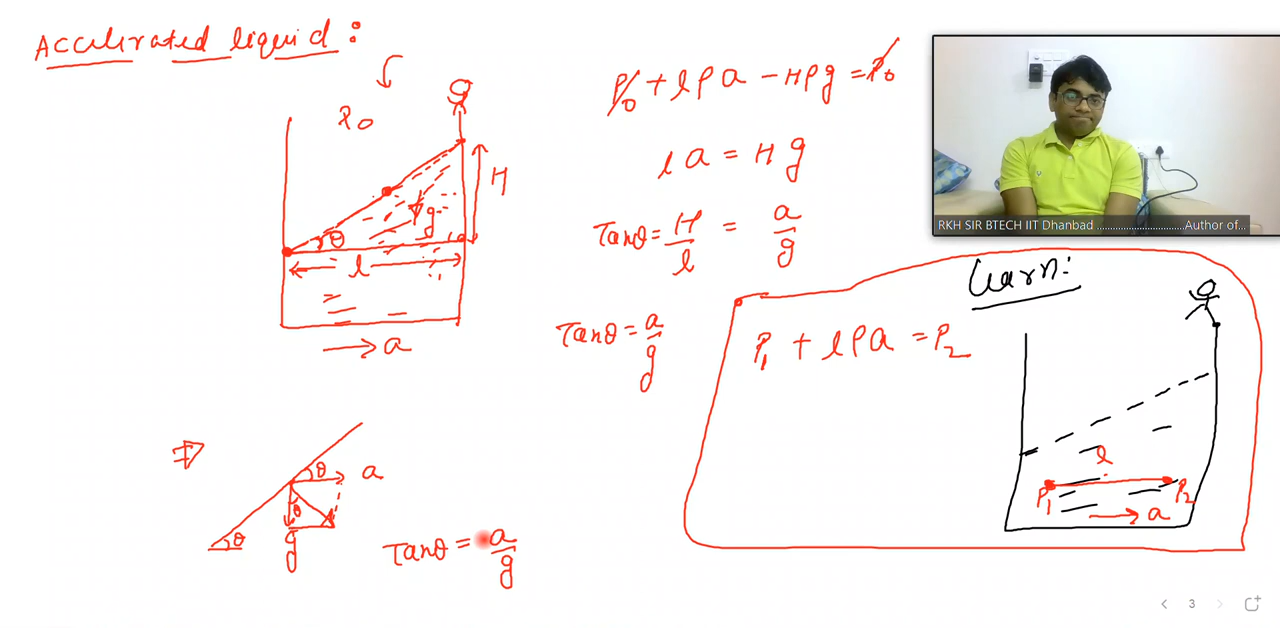 Accelirated liquid :
P₀
H
g
θ
l
→ a
P₀ + lρa − Hρg = P₀
la = Hg
Tanθ = H/l = a/g
Tanθ = a/g
θ
a
θ
g
θ
Tanθ = a/g
RKH SIR BTECH IIT Dhanbad ..................................Author of...
learn:
P₁ + lρa = P₂
l
P₁
P₂
→ a
< 3 >